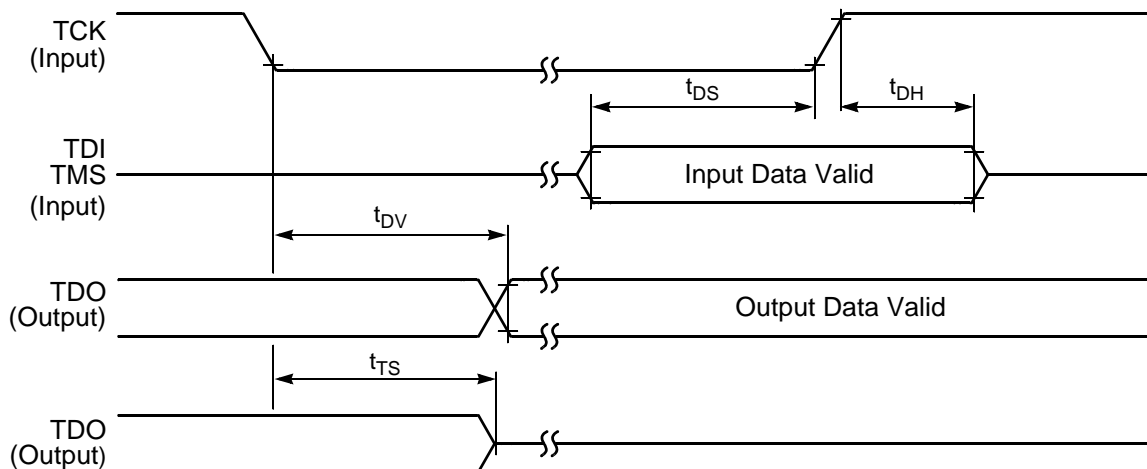 TCK
(Input)
tDS
tDH
TDI
TMS
(Input)
Input Data Valid
tDV
TDO
(Output)
Output Data Valid
tTS
TDO
(Output)